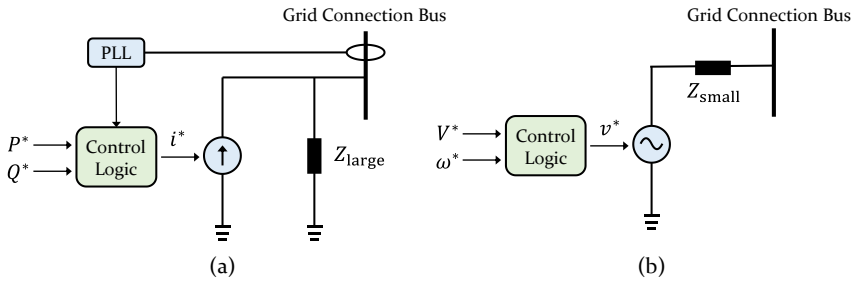 Grid Connection Bus
PLL
P*
Q*
Control
Logic
i*
Z_large
(a)
Grid Connection Bus
Z_small
V*
ω*
Control
Logic
v*
(b)